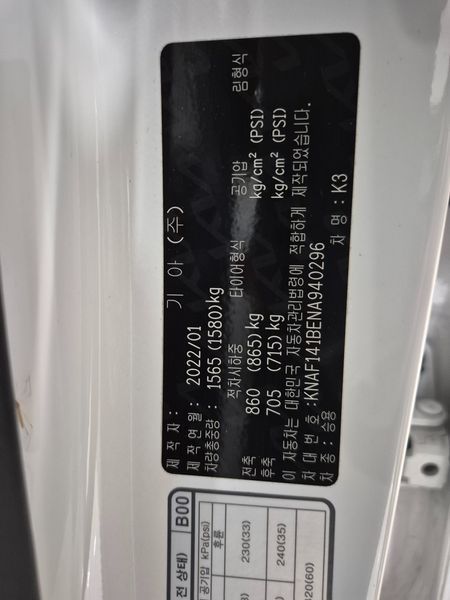 제작자 : 기아 (주)
제작연월 : 2022/01
차량총중량 : 1565 (1580)kg
적차시하중 타이어형식 공기압 림형식
전축 860 (865)kg kg/cm² (PSI)
후축 705 (715)kg kg/cm² (PSI)
이 자동차는 대한민국 자동차관리법령에 적합하게 제작되었습니다.
차대번호 :KNAF141BENA940296
차종 : 승용 차명 : K3
전 상태) B00
공기압 kPa(psi)
후륜
230(33)
240(35)
420(60)